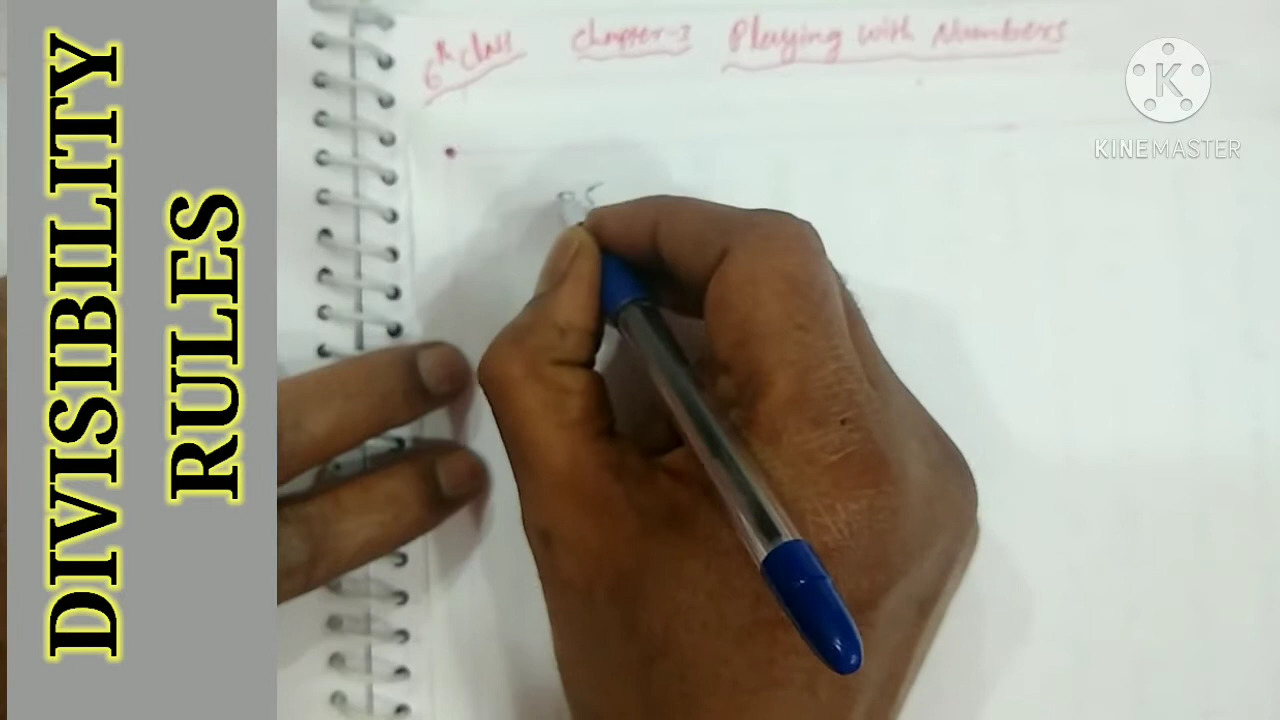 DIVISIBILITY
RULES
6th class Chapter-3 Playing with Numbers
KINEMASTER